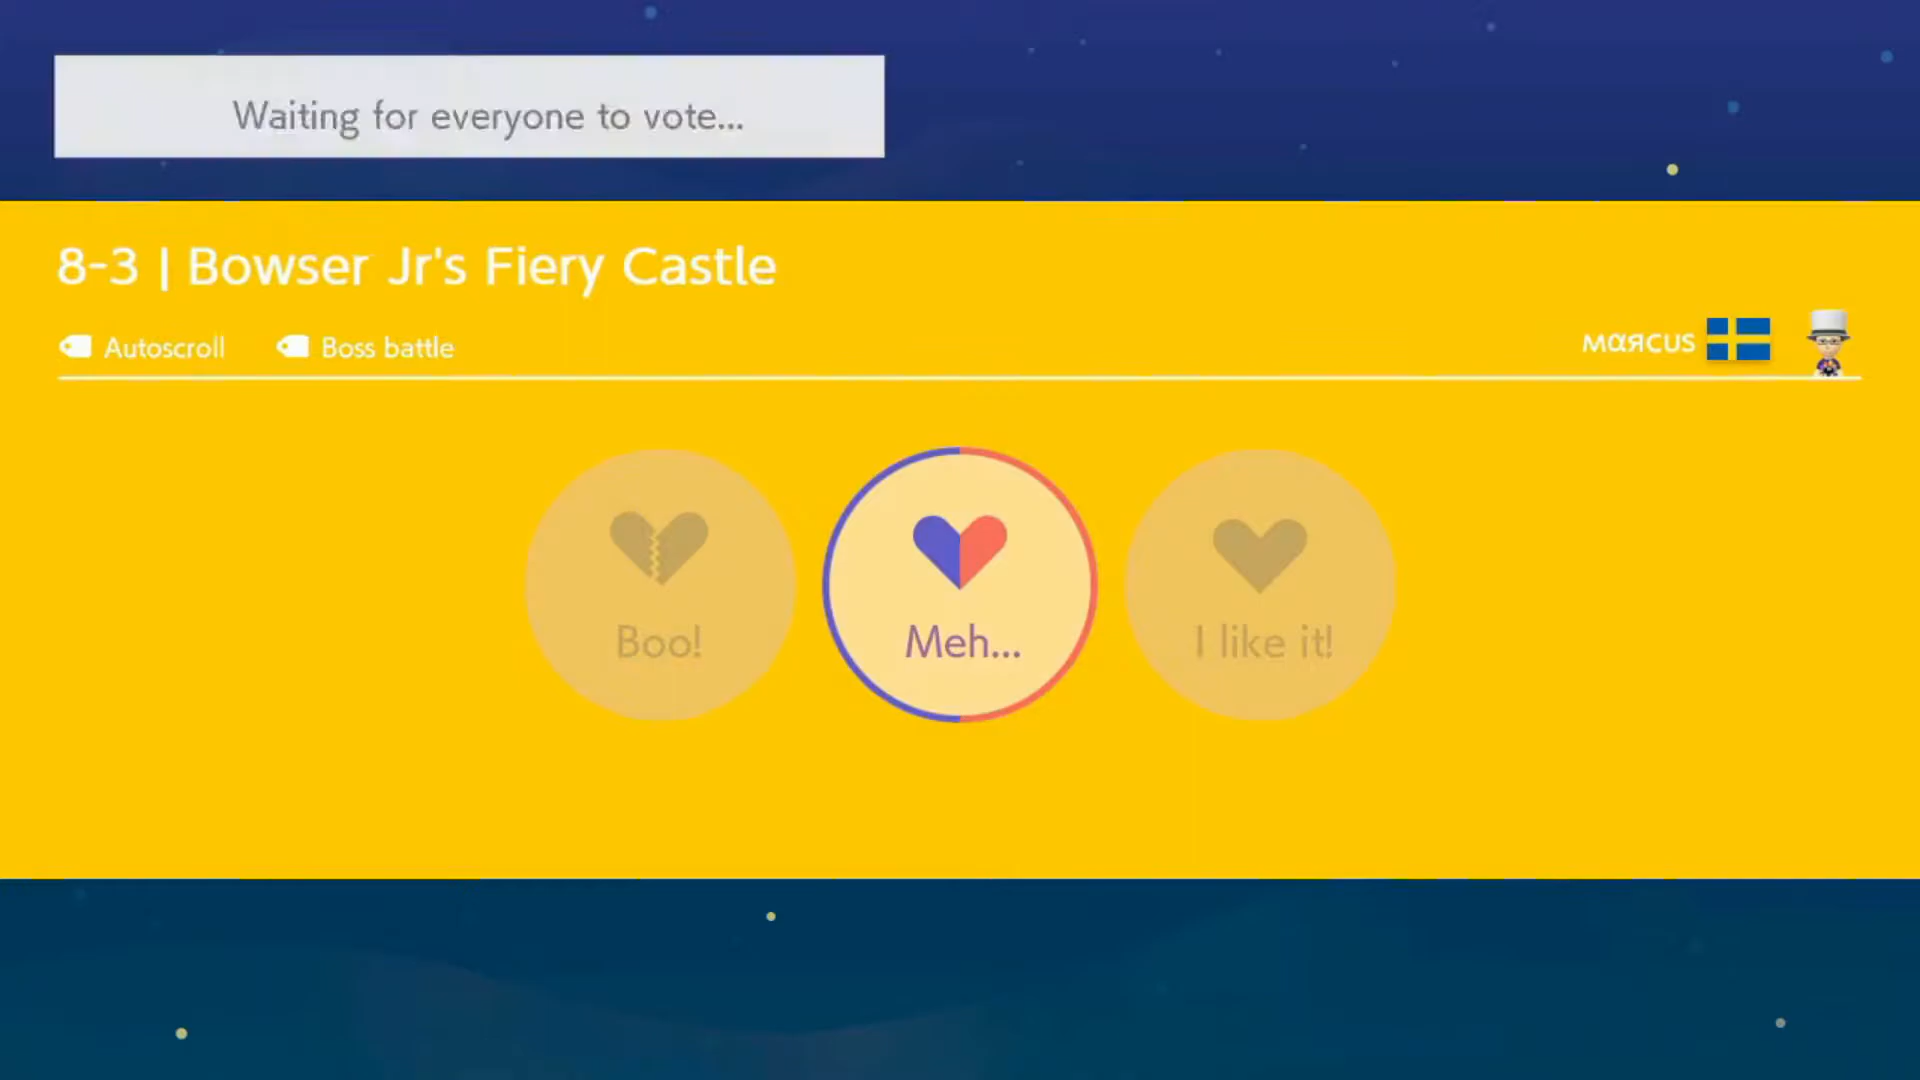 Waiting for everyone to vote...
8-3 | Bowser Jr's Fiery Castle
Autoscroll Boss battle
MαЯCUS
Boo! Meh... I like it!